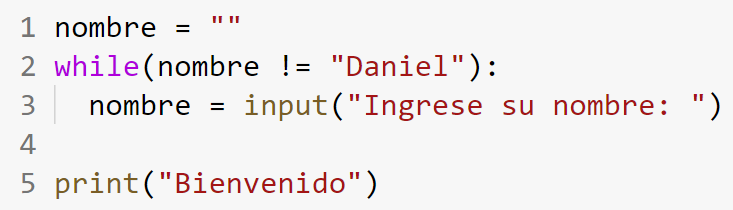 1 nombre = ""
2 while(nombre != "Daniel"):
3   nombre = input("Ingrese su nombre: ")
4
5 print("Bienvenido")